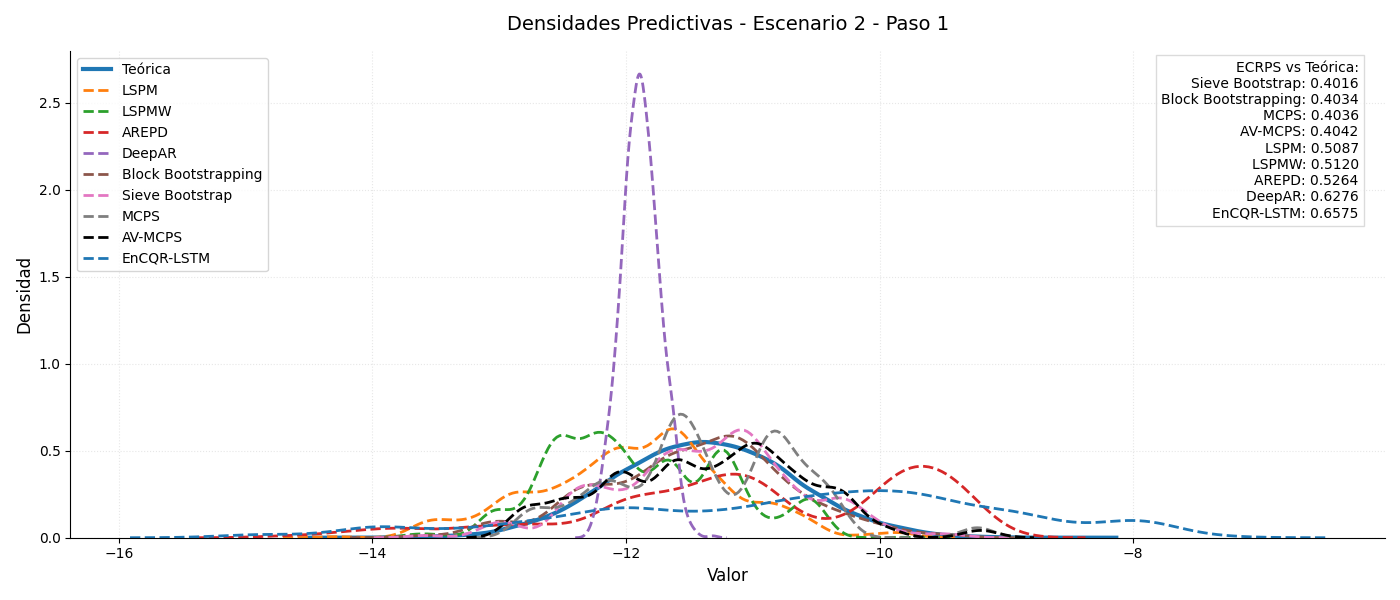 Densidades Predictivas - Escenario 2 - Paso 1
Teórica
LSPM
LSPMW
AREPD
DeepAR
Block Bootstrapping
Sieve Bootstrap
MCPS
AV-MCPS
EnCQR-LSTM
ECRPS vs Teórica:
Sieve Bootstrap: 0.4016
Block Bootstrapping: 0.4034
MCPS: 0.4036
AV-MCPS: 0.4042
LSPM: 0.5087
LSPMW: 0.5120
AREPD: 0.5264
DeepAR: 0.6276
EnCQR-LSTM: 0.6575
Densidad
2.5
2.0
1.5
1.0
0.5
0.0
−16
−14
−12
−10
−8
Valor